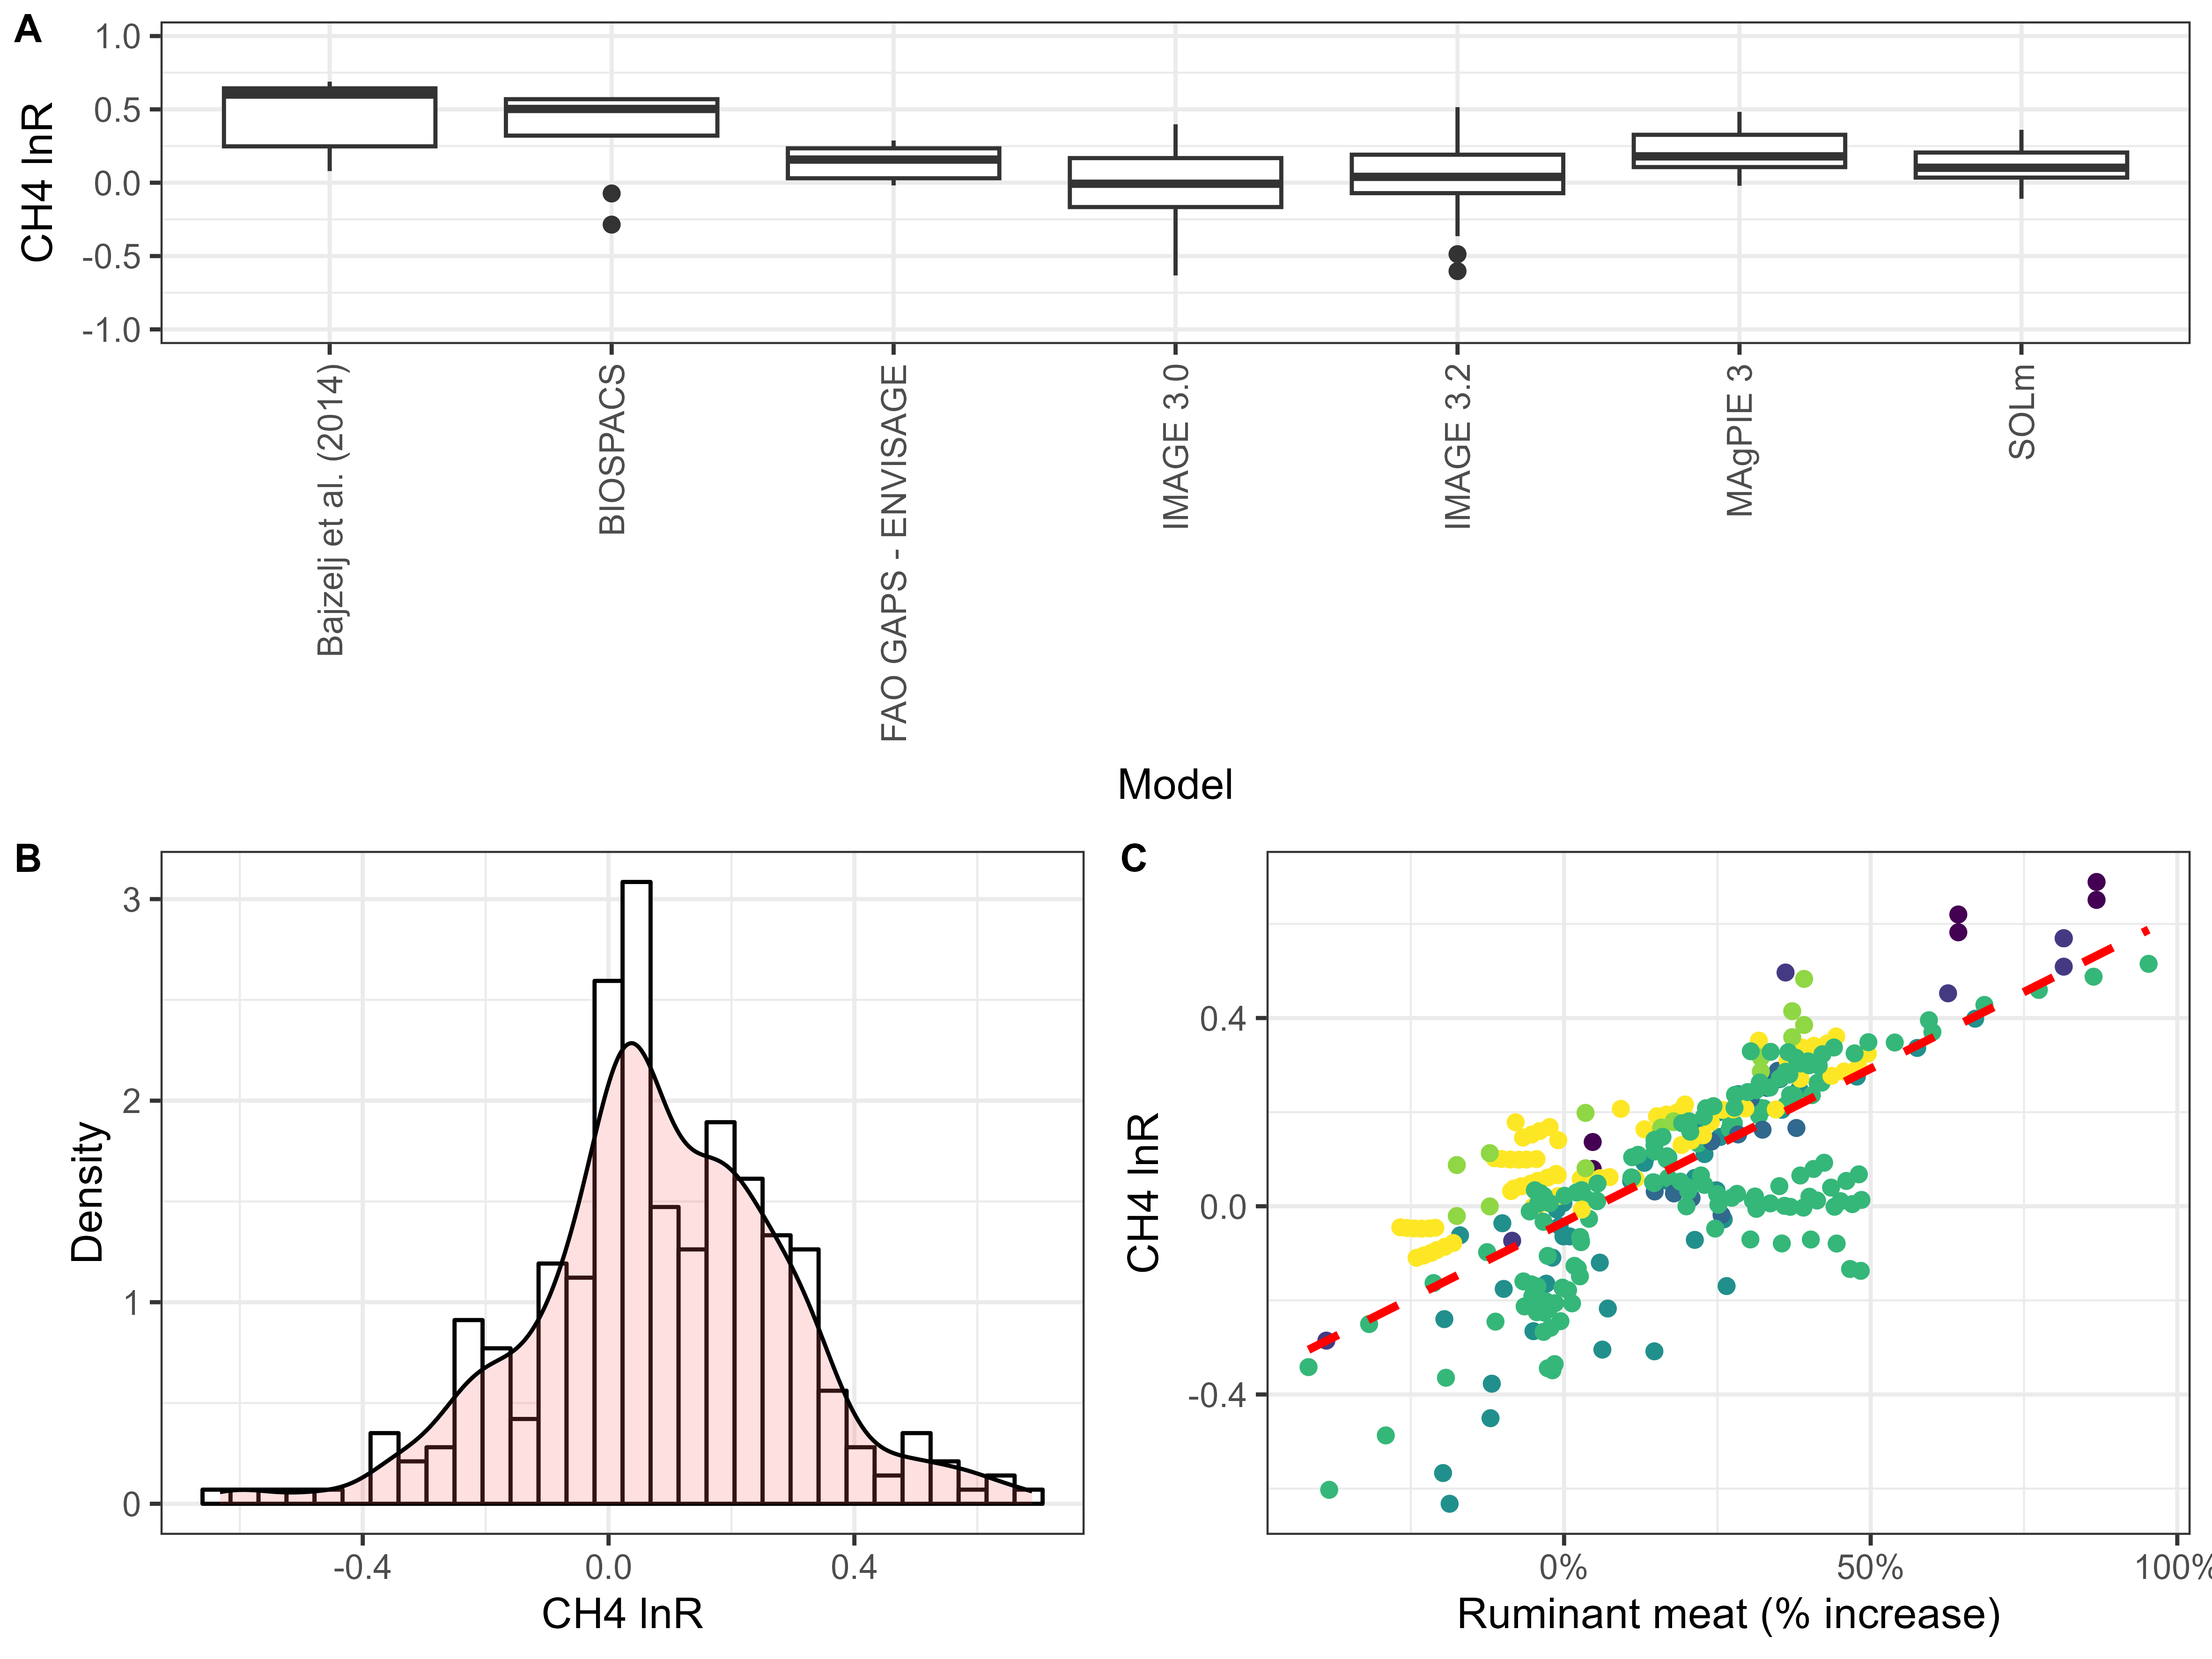 A
CH4 lnR
1.0
0.5
0.0
-0.5
-1.0
Bajzelj et al. (2014)
BIOSPACS
FAO GAPS - ENVISAGE
IMAGE 3.0
IMAGE 3.2
MAgPIE 3
SOLm
Model
B
Density
3
2
1
0
-0.4
0.0
0.4
CH4 lnR
C
CH4 lnR
0.4
0.0
-0.4
0%
50%
100%
Ruminant meat (% increase)